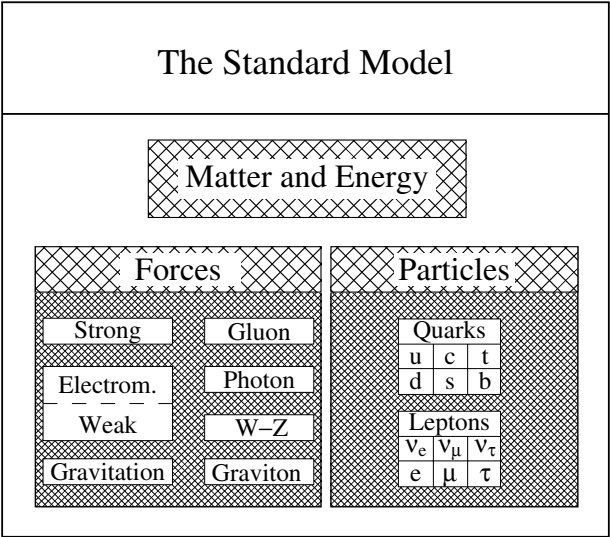 The Standard Model
Matter and Energy
Forces
Strong
Gluon
Electrom.
Photon
Weak
W–Z
Gravitation
Graviton
Particles
Quarks
u c t
d s b
Leptons
νe νμ ντ
e μ τ